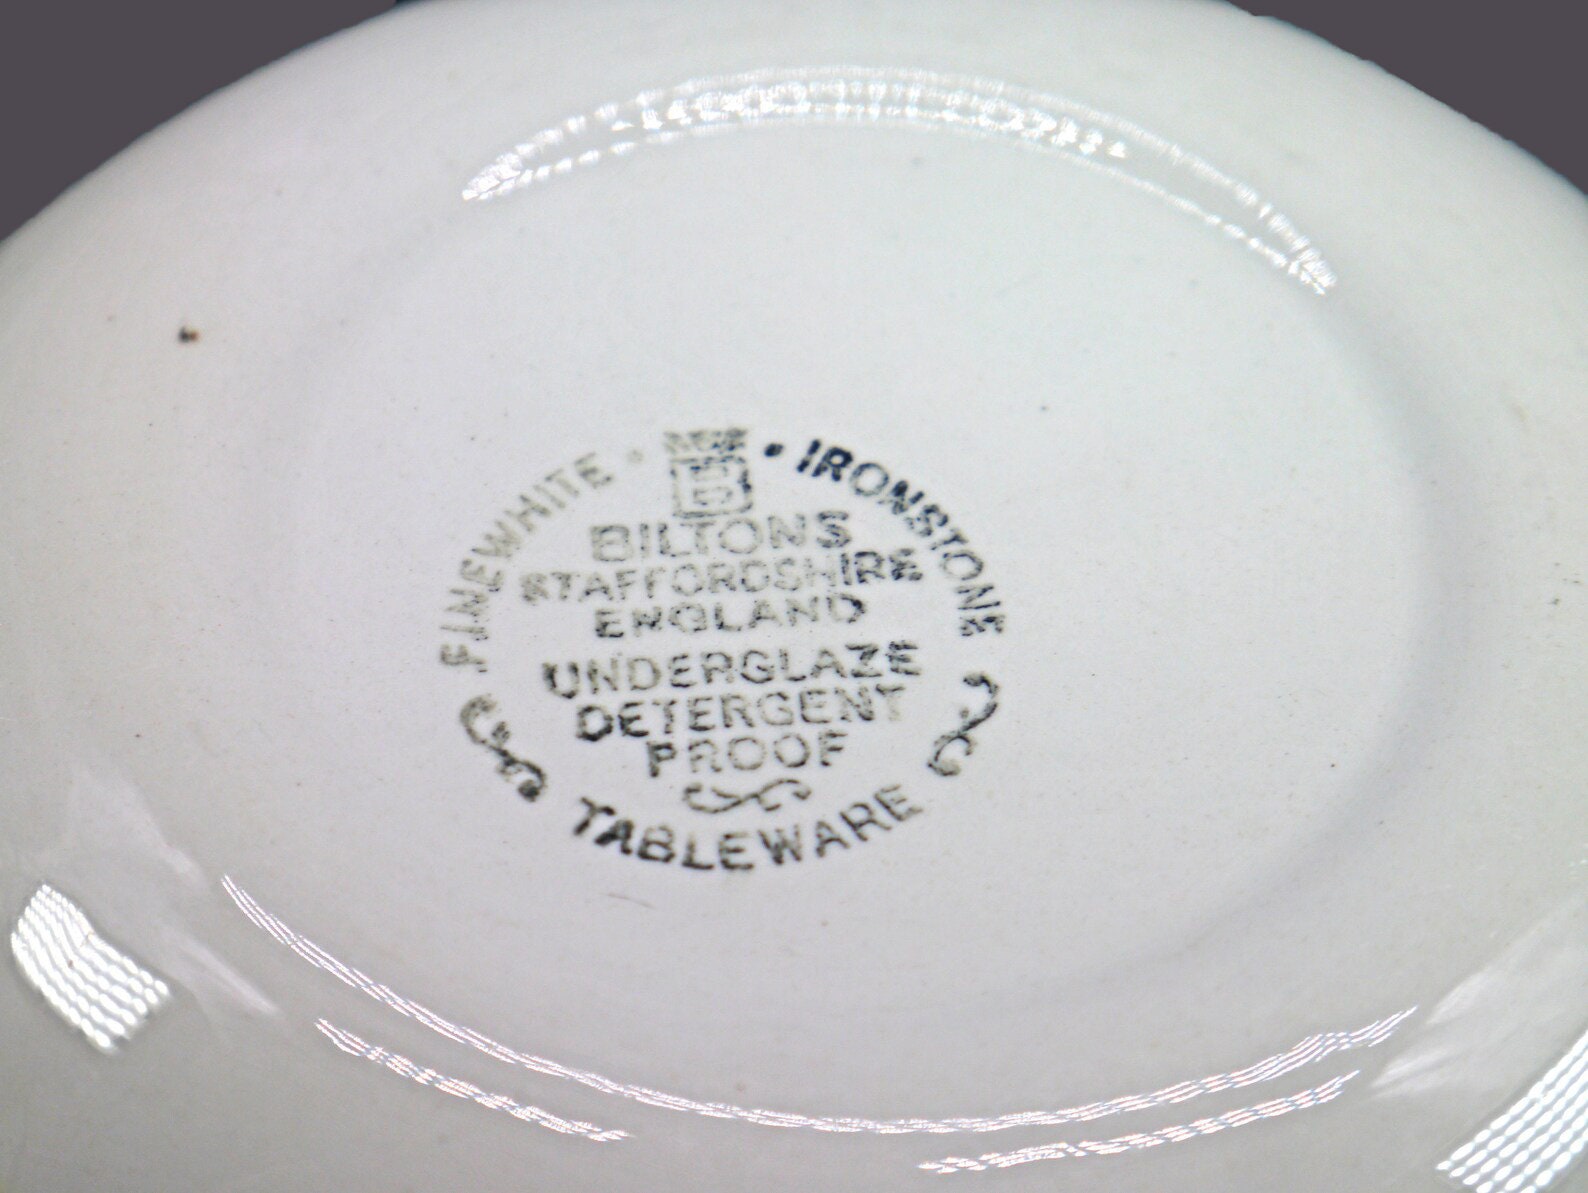 FINEWHITE • B • IRONSTONE
BILTONS
STAFFORDSHIRE
ENGLAND
UNDERGLAZE
DETERGENT
PROOF
TABLEWARE